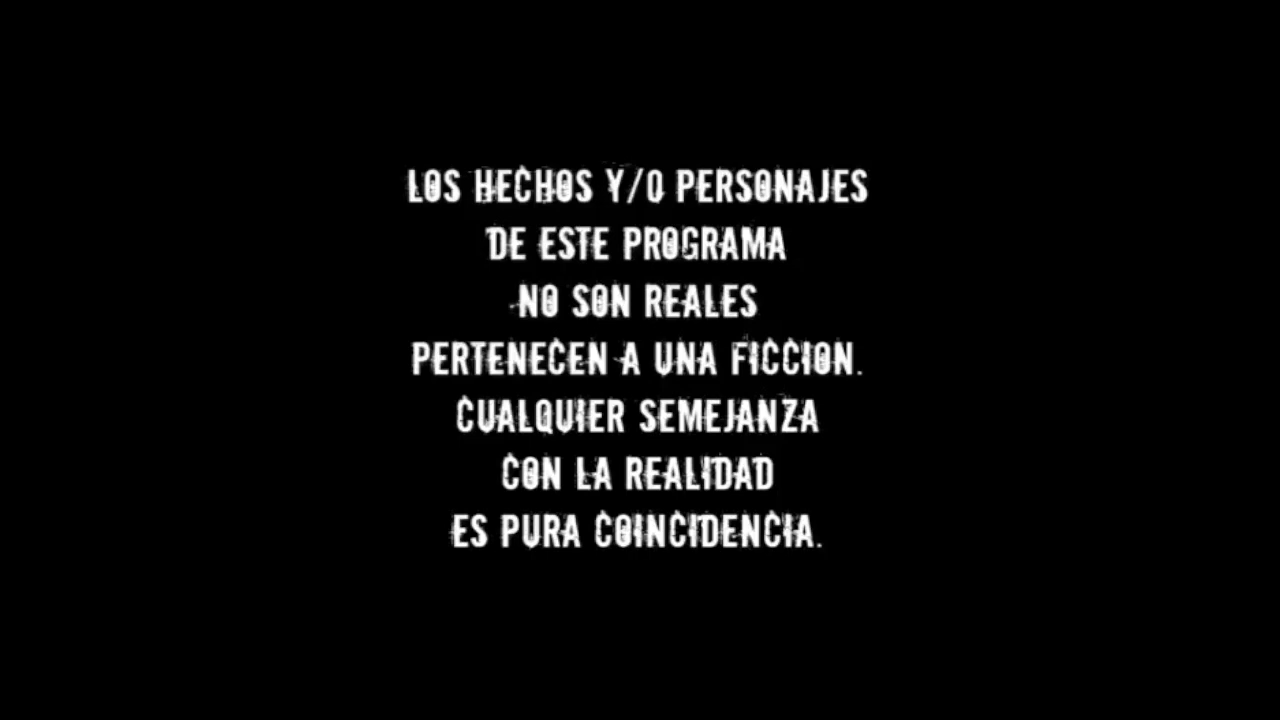 LOS HECHOS Y/O PERSONAJES
DE ESTE PROGRAMA
NO SON REALES
PERTENECEN A UNA FICCION.
CUALQUIER SEMEJANZA
CON LA REALIDAD
ES PURA COINCIDENCIA.